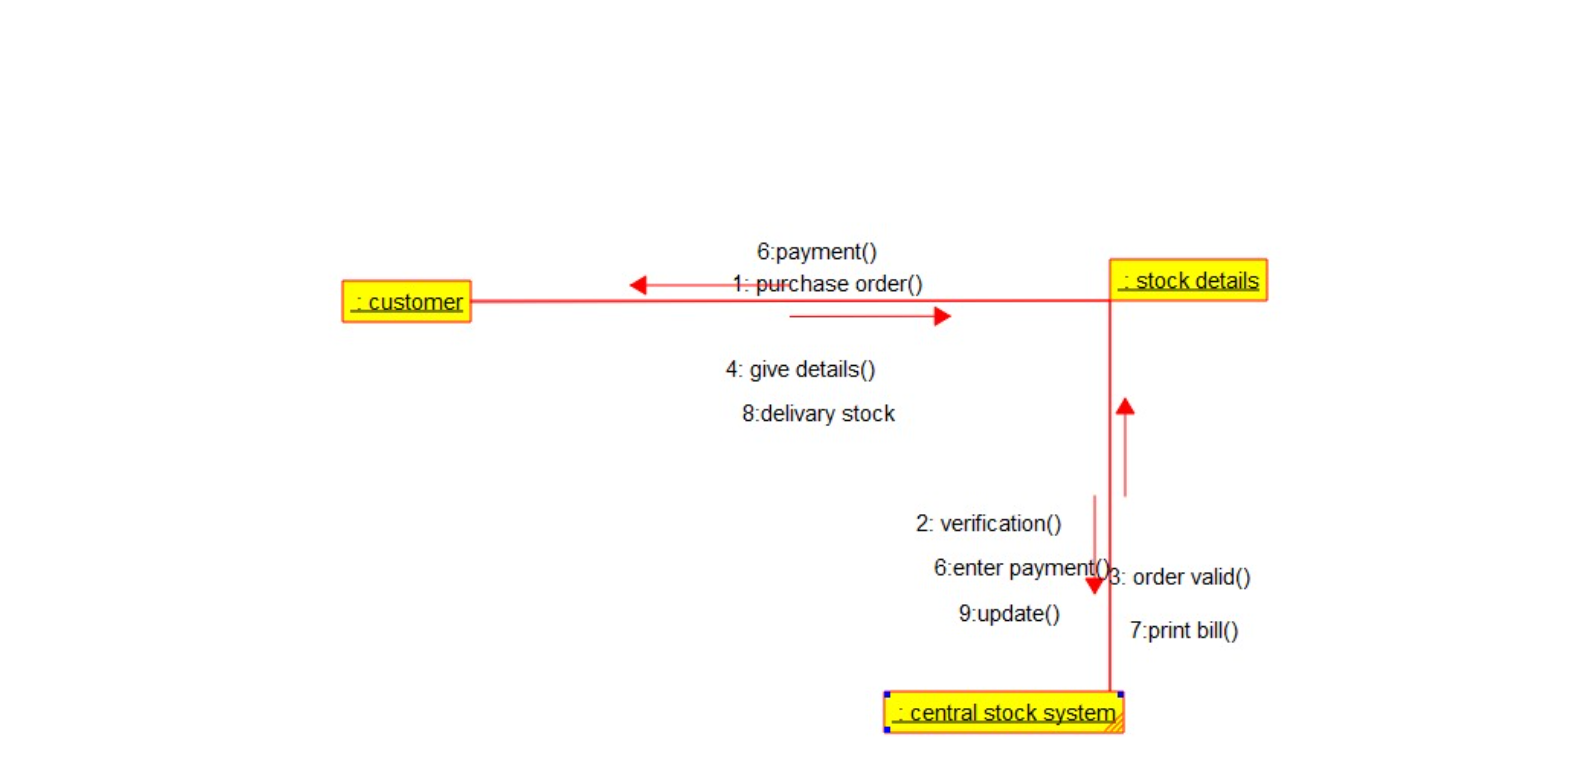 6:payment()
1: purchase order()
: customer
: stock details
4: give details()
8:delivary stock
2: verification()
6:enter payment()
3: order valid()
9:update()
7:print bill()
: central stock system